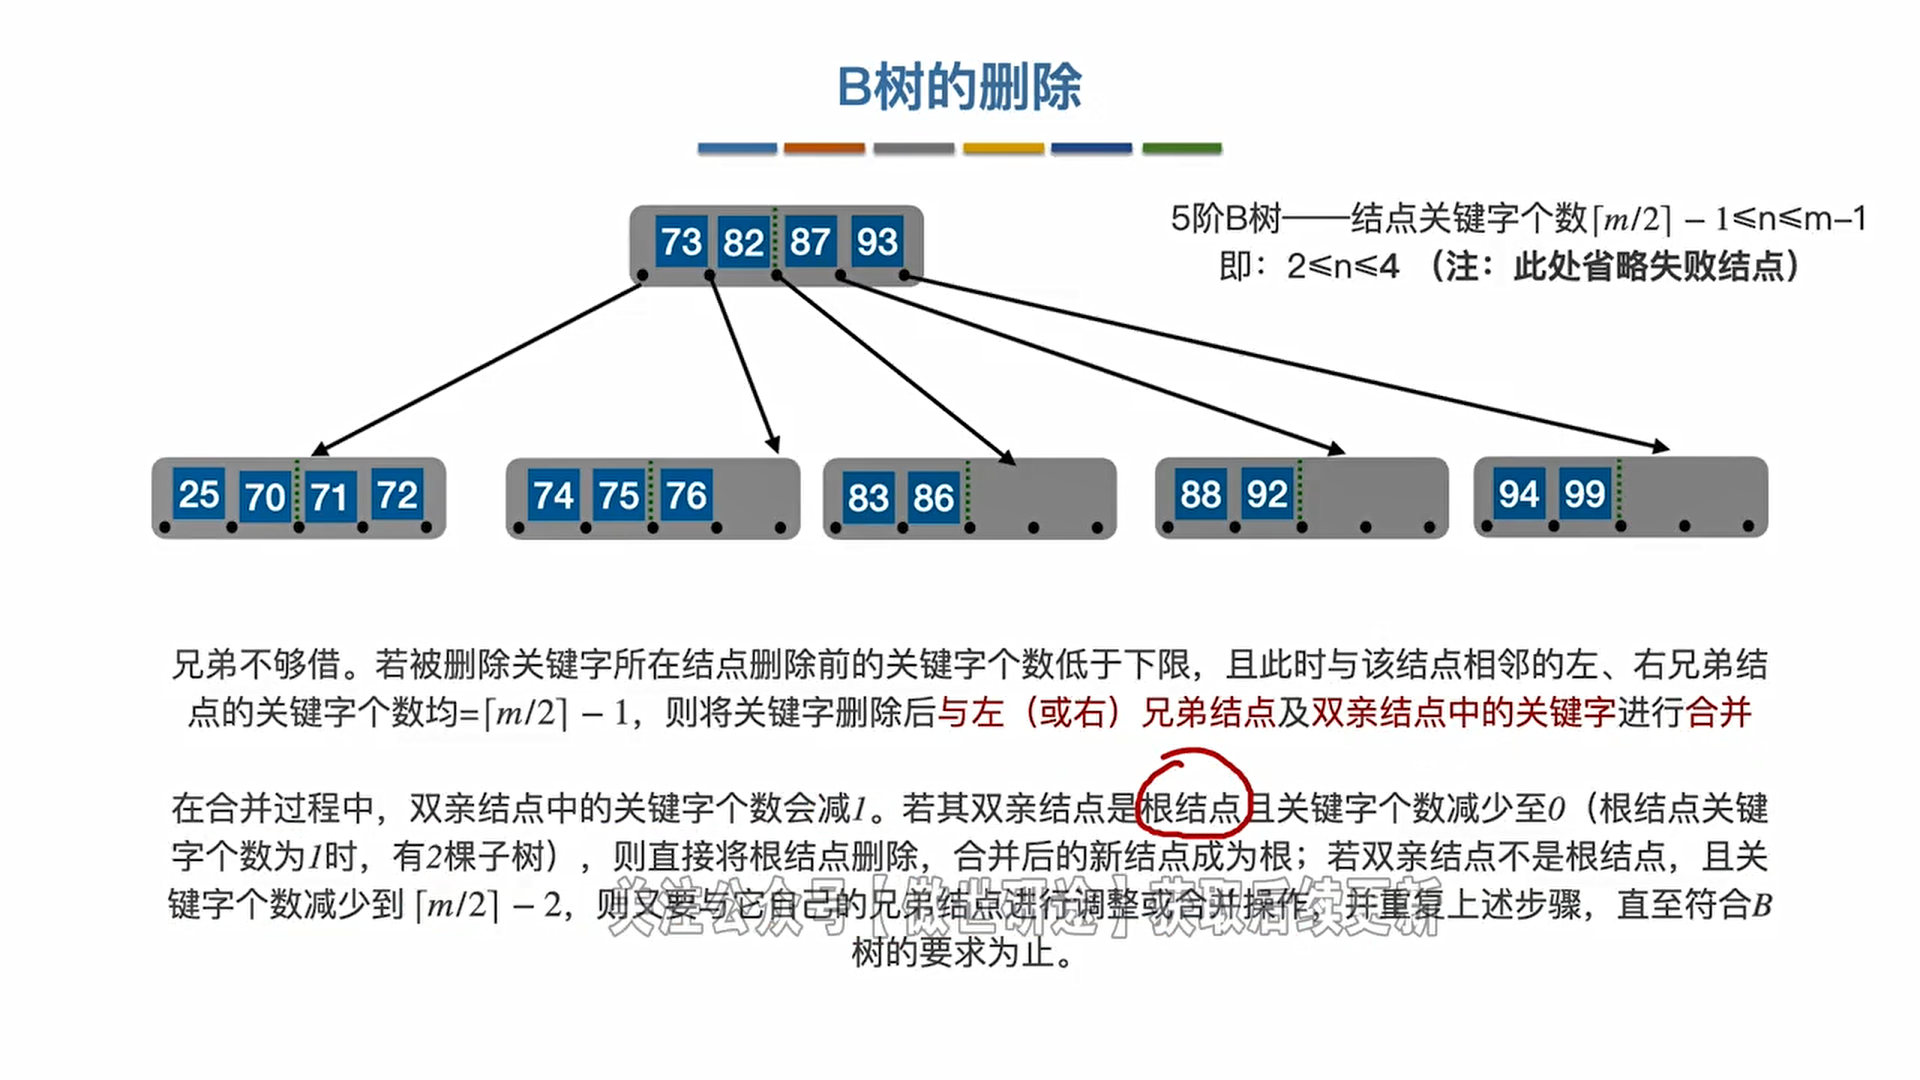 B树的删除
73 82 87 93
5阶B树——结点关键字个数⌈m/2⌉ − 1≤n≤m–1
即：2≤n≤4 （注：此处省略失败结点）
25 70 71 72
74 75 76
83 86
88 92
94 99
兄弟不够借。若被删除关键字所在结点删除前的关键字个数低于下限，且此时与该结点相邻的左、右兄弟结
点的关键字个数均=⌈m/2⌉ − 1，则将关键字删除后与左（或右）兄弟结点及双亲结点中的关键字进行合并
在合并过程中，双亲结点中的关键字个数会减1。若其双亲结点是根结点且关键字个数减少至0（根结点关键
字个数为1时，有2棵子树），则直接将根结点删除，合并后的新结点成为根；若双亲结点不是根结点，且关
键字个数减少到 ⌈m/2⌉ − 2，则又要与它自己的兄弟结点进行调整或合并操作，并重复上述步骤，直至符合B
关注公众号【傲世研途】获取后续更新
树的要求为止。